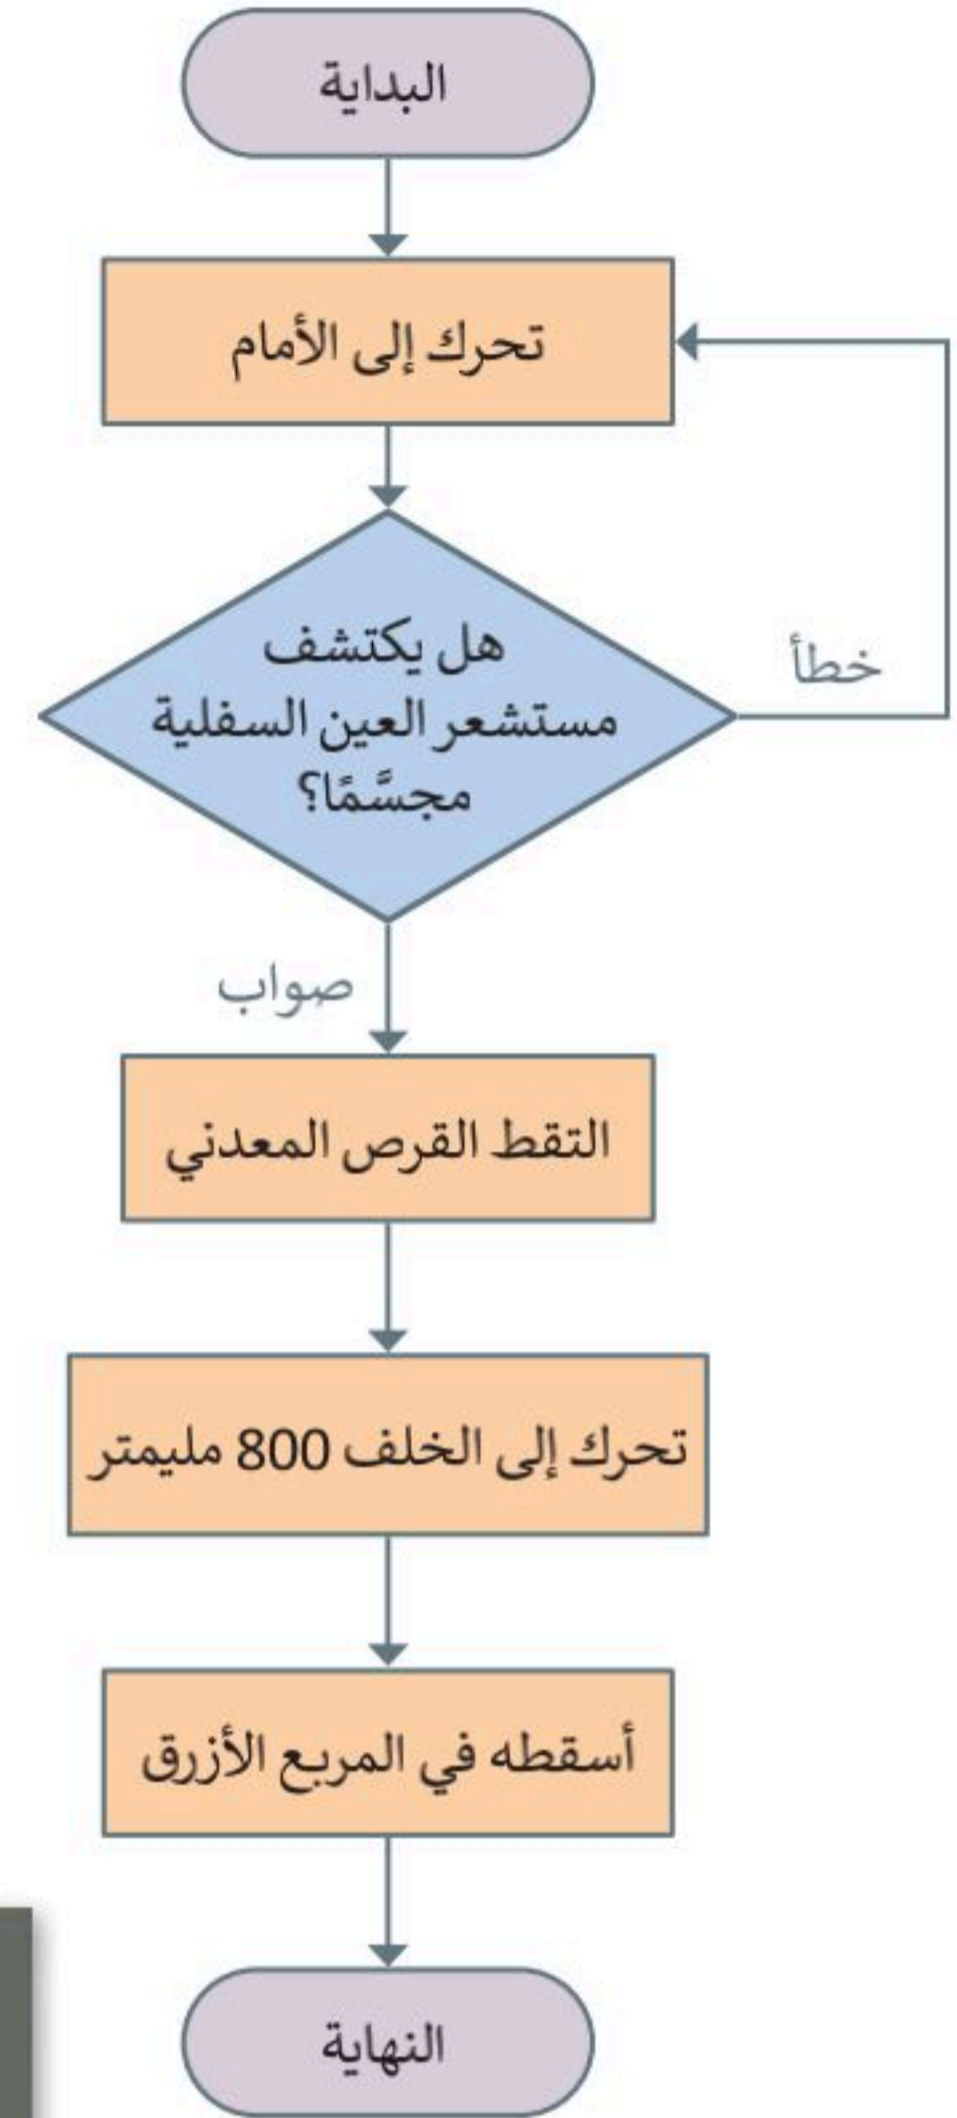 البداية
تحرك إلى الأمام
هل يكتشف
مستشعر العين السفلية
مجسَّمًا؟
خطأ
صواب
التقط القرص المعدني
تحرك إلى الخلف 800 مليمتر
أسقطه في المربع الأزرق
النهاية